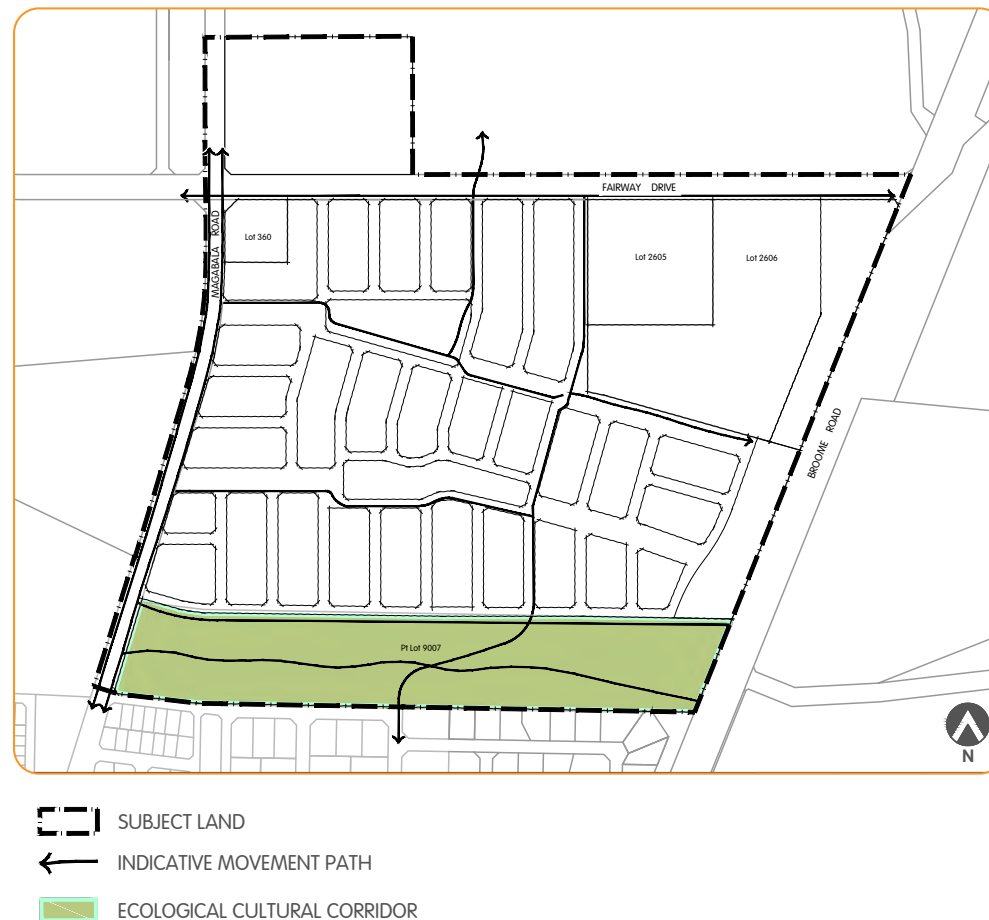 FAIRWAY DRIVE
MAGABALA ROAD
Lot 360
Lot 2605
Lot 2606
BROOME ROAD
Pt Lot 9007
N
SUBJECT LAND
INDICATIVE MOVEMENT PATH
ECOLOGICAL CULTURAL CORRIDOR